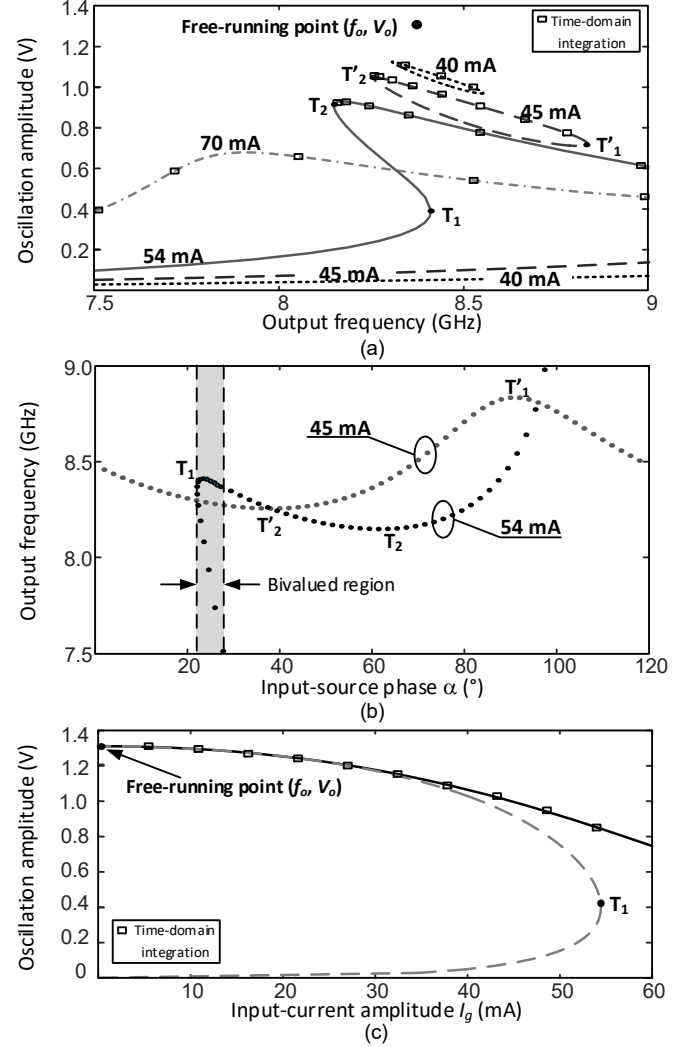 1.4
1.2
1.0
0.8
0.6
0.4
0.2
Oscillation amplitude (V)
Free-running point (fo, Vo)
Time-domain
integration
40 mA
T'2
45 mA
T2
T'1
70 mA
T1
54 mA
45 mA
40 mA
7.5 8 8.5 9
Output frequency (GHz)
(a)
9.0
8.5
8.0
7.5
Output frequency (GHz)
T'1
45 mA
T1
T'2
T2
54 mA
Bivalued region
20 40 60 80 100 120
Input-source phase α (°)
(b)
1.4
1.2
1.0
0.8
0.6
0.4
0.2
0
Oscillation amplitude (V)
Free-running point (fo, Vo)
T1
Time-domain
integration
10 20 30 40 50 60
Input-current amplitude Ig (mA)
(c)